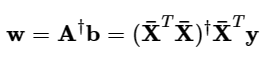 w = A†b = (X̄ᵀX̄)†X̄ᵀy